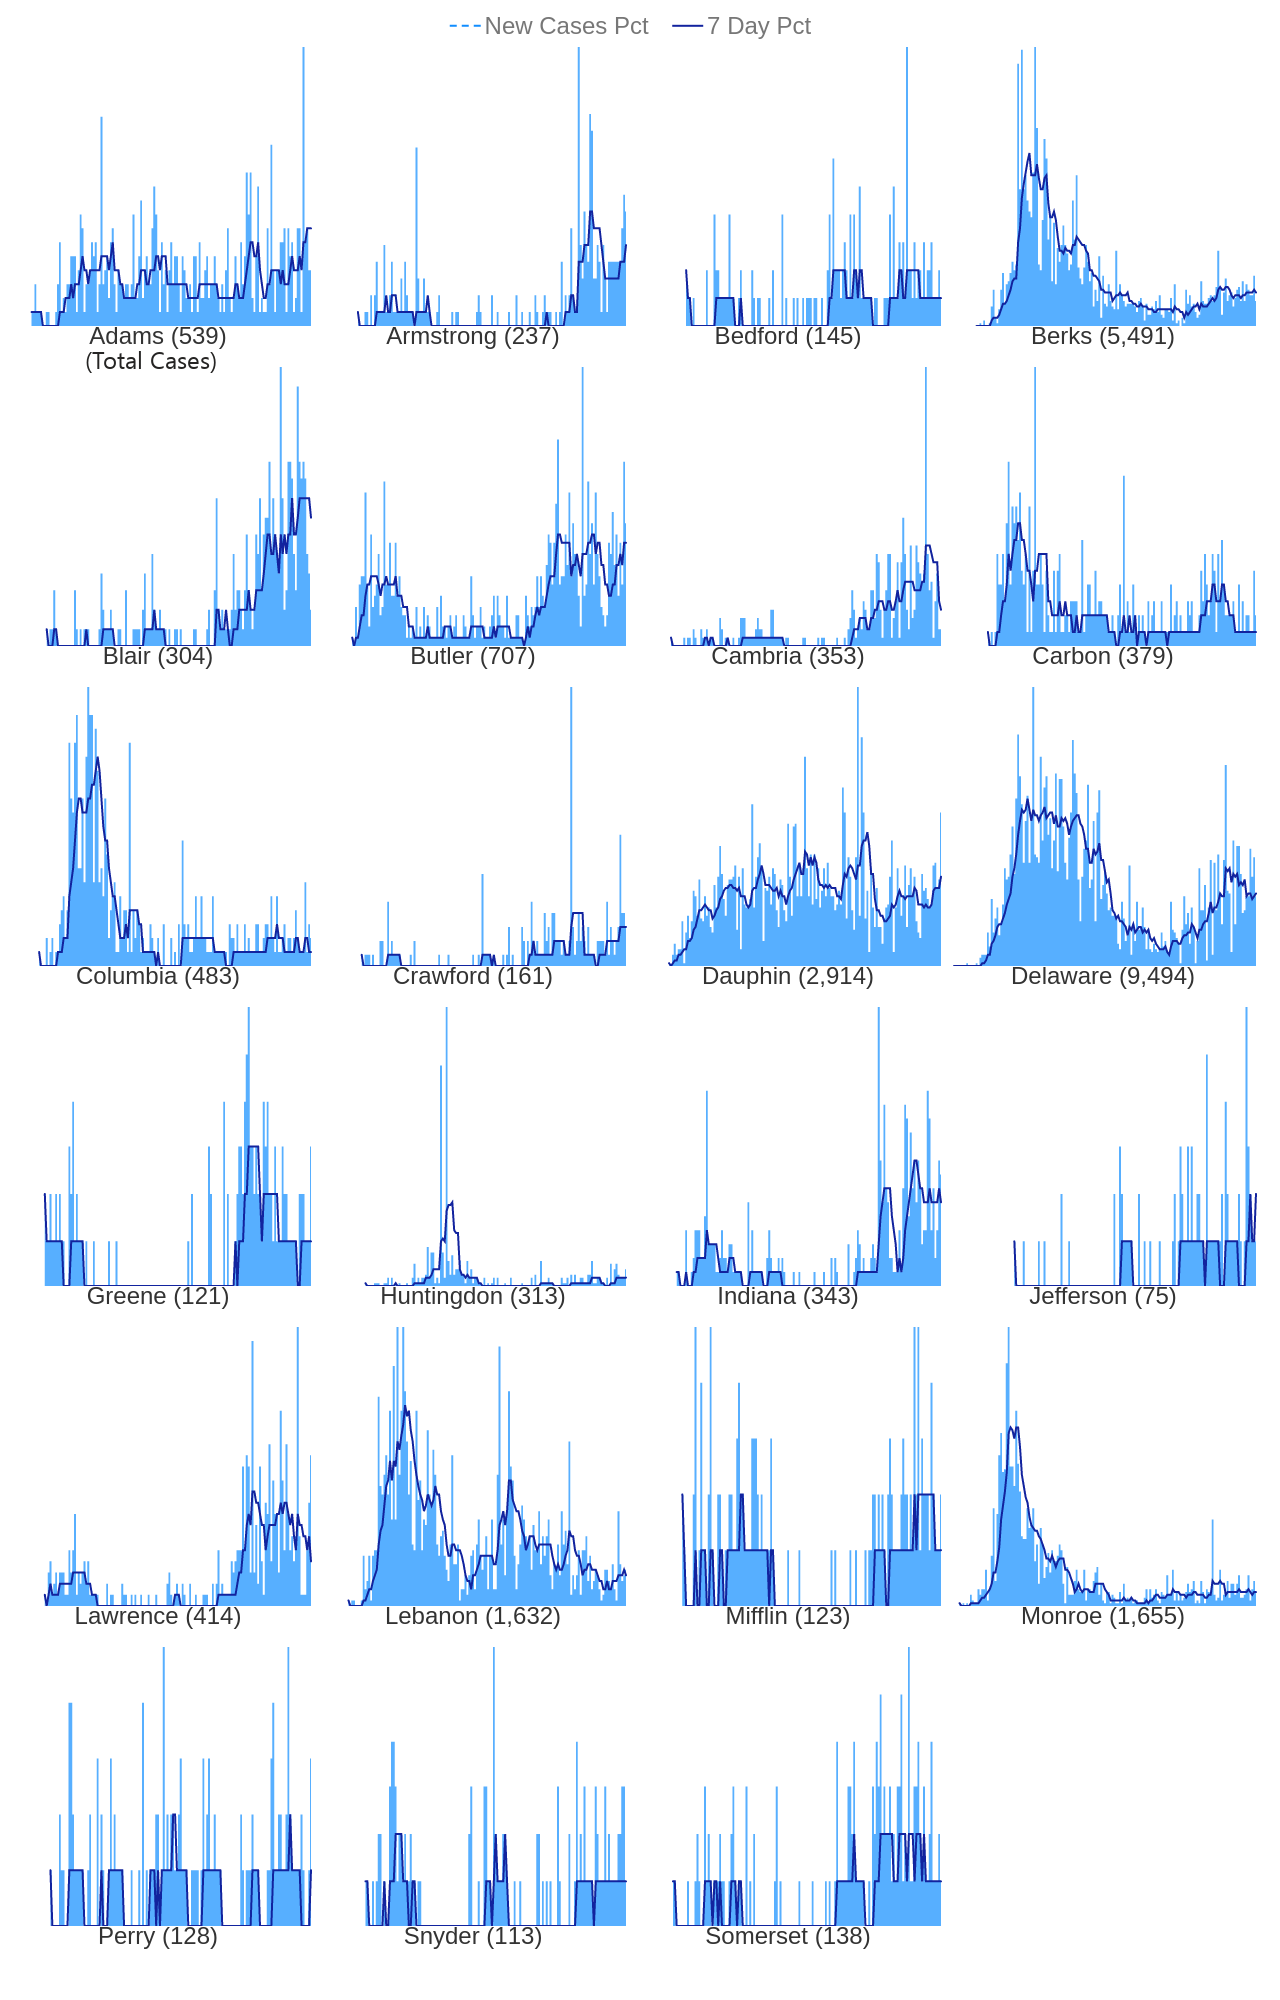 New Cases Pct 7 Day Pct
Adams (539) Armstrong (237) Bedford (145) Berks (5,491)
(Total Cases)
Blair (304) Butler (707) Cambria (353) Carbon (379)
Columbia (483) Crawford (161) Dauphin (2,914) Delaware (9,494)
Greene (121) Huntingdon (313) Indiana (343) Jefferson (75)
Lawrence (414) Lebanon (1,632) Mifflin (123) Monroe (1,655)
Perry (128) Snyder (113) Somerset (138)